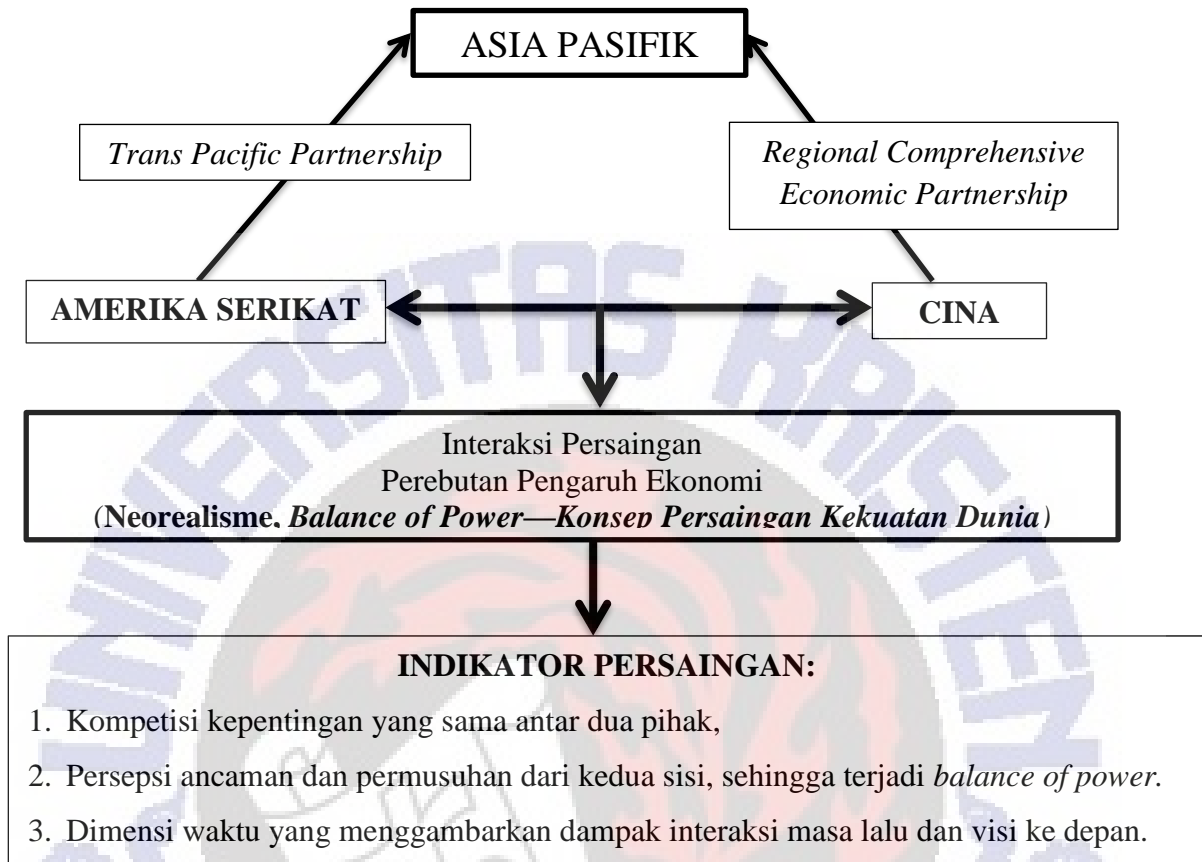 ASIA PASIFIK
Trans Pacific Partnership
Regional Comprehensive
Economic Partnership
AMERIKA SERIKAT
CINA
Interaksi Persaingan
Perebutan Pengaruh Ekonomi
(Neorealisme, Balance of Power—Konsep Persaingan Kekuatan Dunia)
INDIKATOR PERSAINGAN:
1. Kompetisi kepentingan yang sama antar dua pihak,
2. Persepsi ancaman dan permusuhan dari kedua sisi, sehingga terjadi balance of power.
3. Dimensi waktu yang menggambarkan dampak interaksi masa lalu dan visi ke depan.
UNIVERSITAS KRISTEN